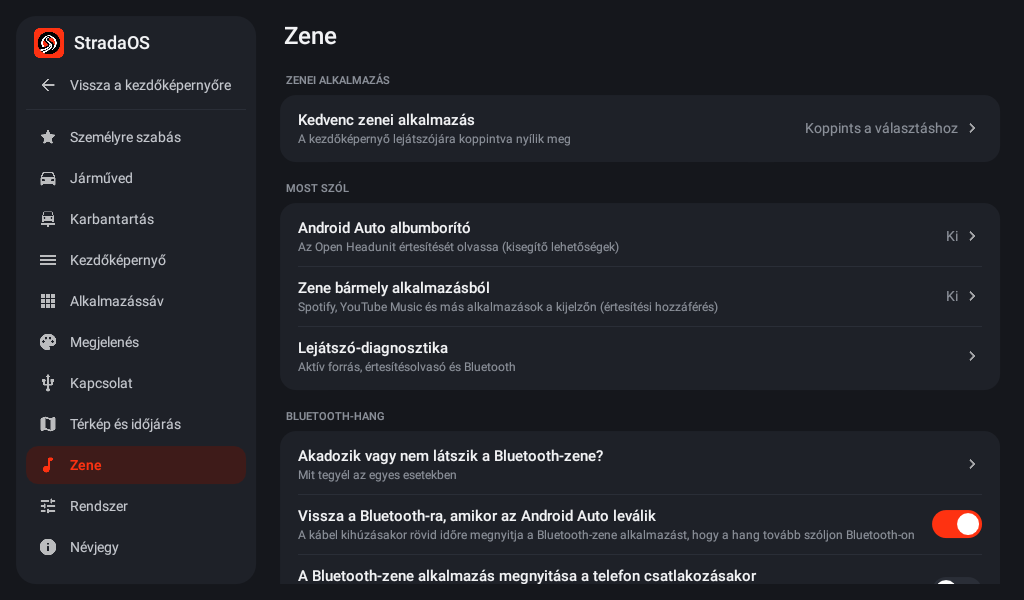 StradaOS
Vissza a kezdőképernyőre
Személyre szabás
Járműved
Karbantartás
Kezdőképernyő
Alkalmazássáv
Megjelenés
Kapcsolat
Térkép és időjárás
Zene
Rendszer
Névjegy
Zene
ZENEI ALKALMAZÁS
Kedvenc zenei alkalmazás
A kezdőképernyő lejátszójára koppintva nyílik meg
Koppints a választáshoz
MOST SZÓL
Android Auto albumborító
Az Open Headunit értesítését olvassa (kisegítő lehetőségek)
Ki
Zene bármely alkalmazásból
Spotify, YouTube Music és más alkalmazások a kijelzőn (értesítési hozzáférés)
Ki
Lejátszó-diagnosztika
Aktív forrás, értesítésolvasó és Bluetooth
BLUETOOTH-HANG
Akadozik vagy nem látszik a Bluetooth-zene?
Mit tegyél az egyes esetekben
Vissza a Bluetooth-ra, amikor az Android Auto leválik
A kábel kihúzásakor rövid időre megnyitja a Bluetooth-zene alkalmazást, hogy a hang tovább szóljon Bluetooth-on
A Bluetooth-zene alkalmazás megnyitása a telefon csatlakozásakor